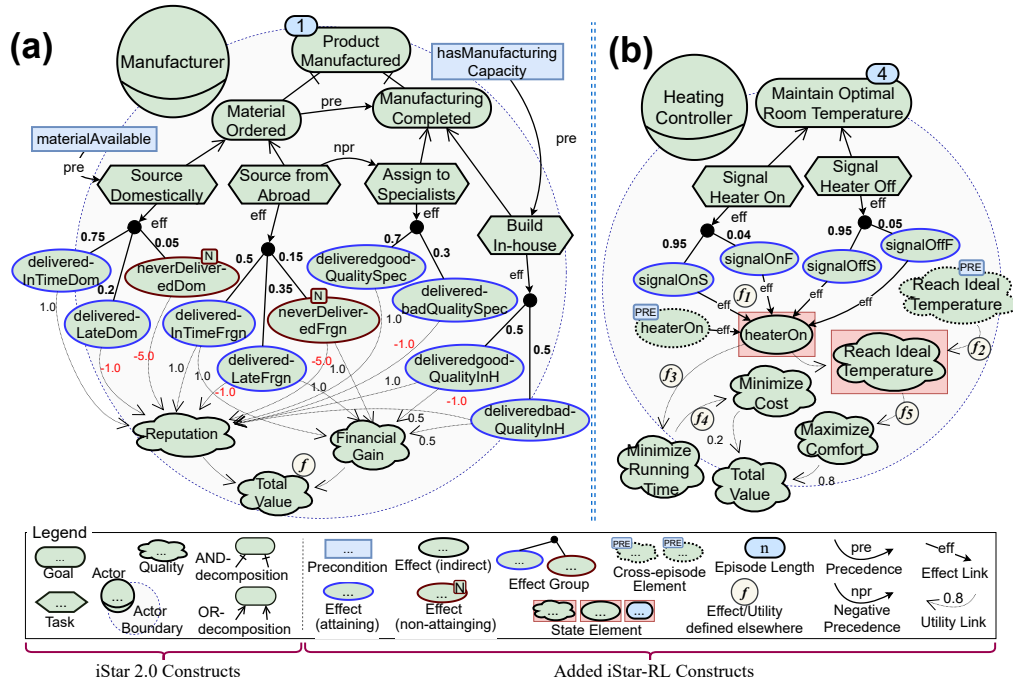 (a)
Manufacturer
1
Product
Manufactured
hasManufacturing
Capacity
Material
Ordered
pre
Manufacturing
Completed
pre
materialAvailable
pre
npr
Source
Domestically
Source from
Abroad
Assign to
Specialists
Build
In-house
eff
eff
eff
eff
0.75
0.2
0.05
0.5
0.35
0.15
0.7
0.3
0.5
0.5
delivered-
InTimeDom
N
neverDeliver-
edDom
delivered-
LateDom
delivered-
InTimeFrgn
N
neverDeliver-
edFrgn
delivered-
LateFrgn
deliveredgood-
QualitySpec
delivered-
badQualitySpec
deliveredgood-
QualityInH
deliveredbad-
QualityInH
1.0
-1.0
-5.0
1.0
-1.0
1.0
-5.0
1.0
1.0
-1.0
1.0
-1.0
0.5
0.5
Reputation
Financial
Gain
f
Total
Value
(b)
Heating
Controller
4
Maintain Optimal
Room Temperature
Signal
Heater On
Signal
Heater Off
eff
eff
0.95
0.04
0.95
0.05
signalOnS
signalOnF
signalOffS
signalOffF
eff
eff
eff
eff
PRE
heaterOn
eff
f1
heaterOn
PRE
Reach Ideal
Temperature
f2
Reach Ideal
Temperature
f3
Minimize
Cost
f4
f5
Maximize
Comfort
Minimize
Running
Time
0.2
Total
Value
0.8
Legend
...
Goal
...
Task
...
Quality
Actor
...
Actor
Boundary
AND-
decomposition
...
OR-
decomposition
...
...
Precondition
...
Effect
(attaining)
...
Effect (indirect)
...
N
Effect
(non-attainging)
...
...
Effect Group
...
...
...
State Element
PRE
...
PRE
...
Cross-episode
Element
n
Episode Length
f
Effect/Utility
defined elsewhere
pre
Precedence
npr
Negative
Precedence
eff
Effect Link
0.8
Utility Link
iStar 2.0 Constructs
Added iStar-RL Constructs